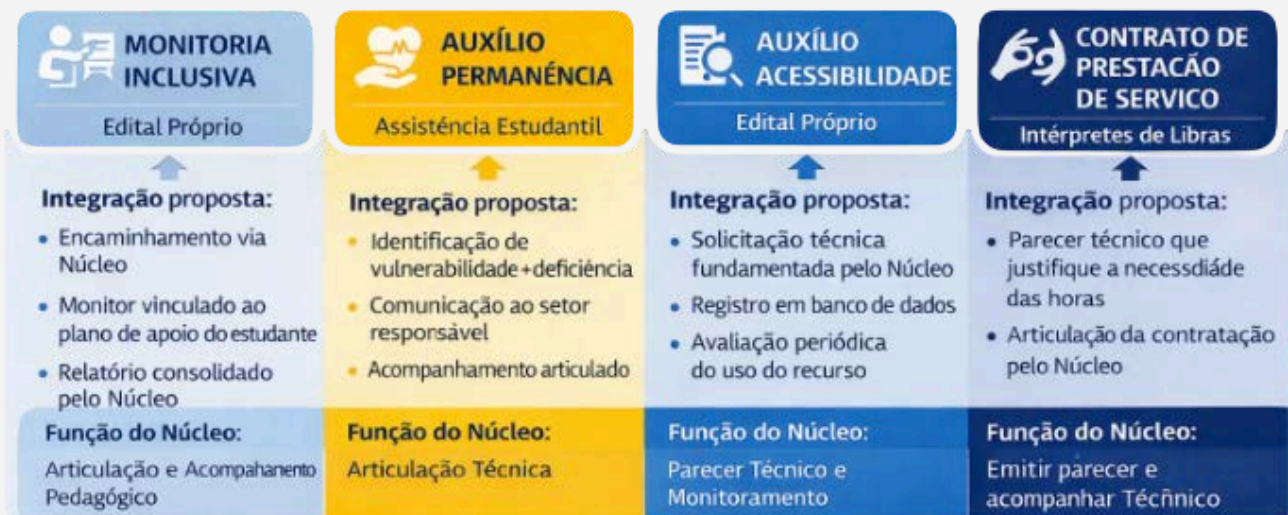 MONITORIA
INCLUSIVA
Edital Próprio
Integração proposta:
• Encaminhamento via
Núcleo
• Monitor vinculado ao
plano de apoio do estudante
• Relatório consolidado
pelo Núcleo
Função do Núcleo:
Articulação e Acompahanento
Pedagógico
AUXÍLIO
PERMANÉNCIA
Assisténcia Estudantil
Integração proposta:
• Identificação de
vulnerabilidade+deficiéncia
• Comunicação ao setor
responsável
• Acompanhamento articulado
Função do Núcleo:
Articulação Técnica
AUXÍLIO
ACESSIBILIDADE
Edital Próprio
Integração proposta:
• Solicitação técnica
fundamentada pelo Núcleo
• Registro em banco de dados
• Avaliação periódica
do uso do recurso
Função do Núcleo:
Parecer Técnico e
Monitoramento
CONTRATO DE
PRESTACÃO
DE SERVICO
Intérpretes de Libras
Integração proposta:
• Parecer técnico que
justifique a necessdiáde
das horas
• Articulação da contratação
pelo Núcleo
Função do Núcleo:
Emitir parecer e
acompanhar Técñnico